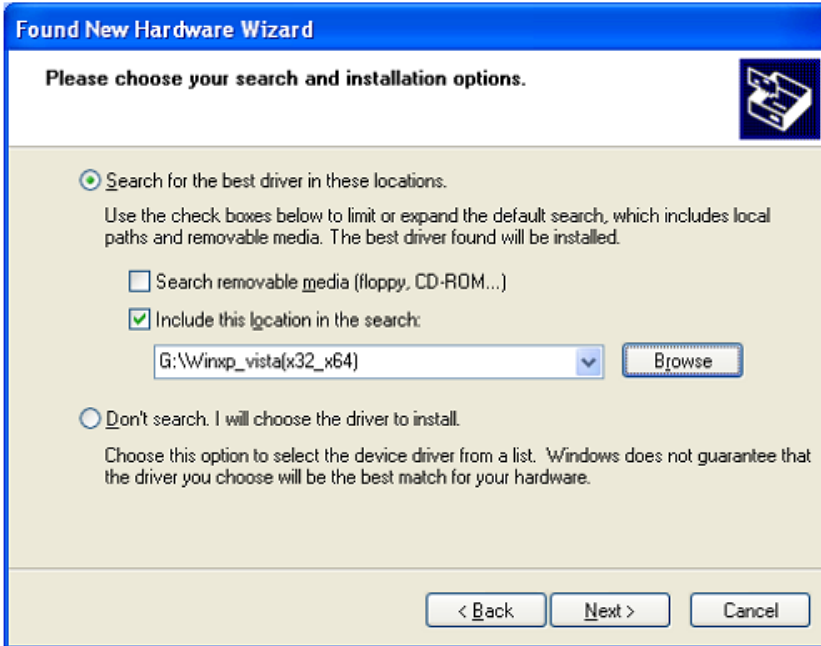 Found New Hardware Wizard
Please choose your search and installation options.
Search for the best driver in these locations.
Use the check boxes below to limit or expand the default search, which includes local
paths and removable media. The best driver found will be installed.
Search removable media (floppy, CD-ROM...)
Include this location in the search:
G:\Winxp_vista(x32_x64)
Browse
Don't search. I will choose the driver to install.
Choose this option to select the device driver from a list. Windows does not guarantee that
the driver you choose will be the best match for your hardware.
< Back
Next >
Cancel